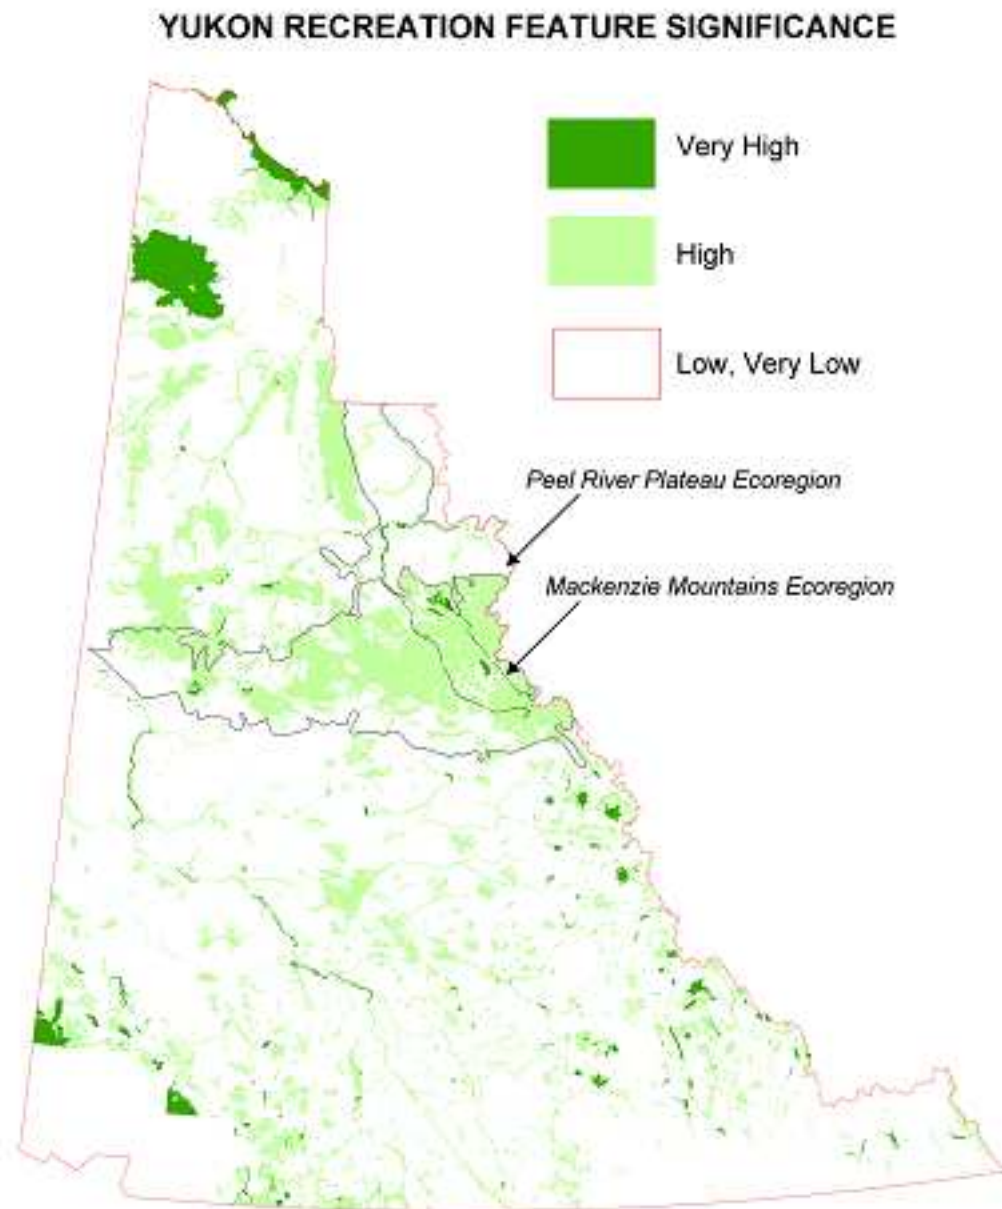 YUKON RECREATION FEATURE SIGNIFICANCE
Very High
High
Low, Very Low
Peel River Plateau Ecoregion
Mackenzie Mountains Ecoregion